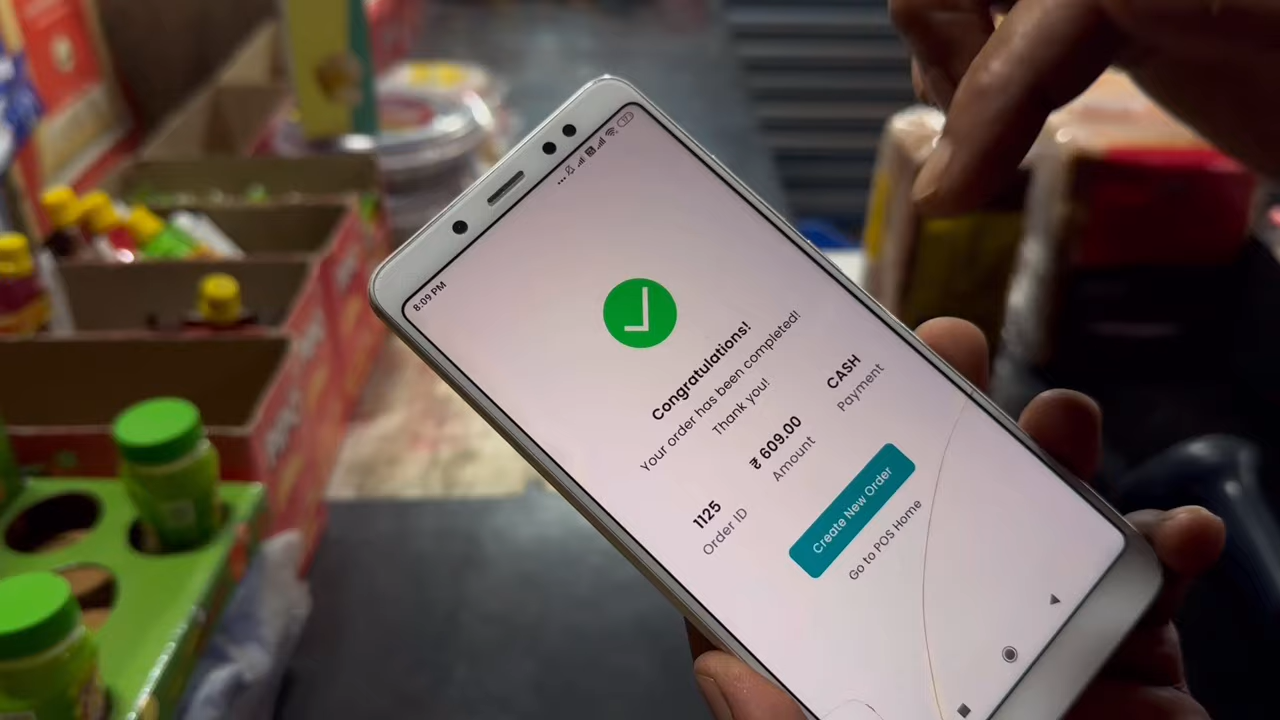 8:09 PM
Congratulations!
Your order has been completed!
Thank you!
1125
Order ID
₹ 609.00
Amount
CASH
Payment
Create New Order
Go to POS Home